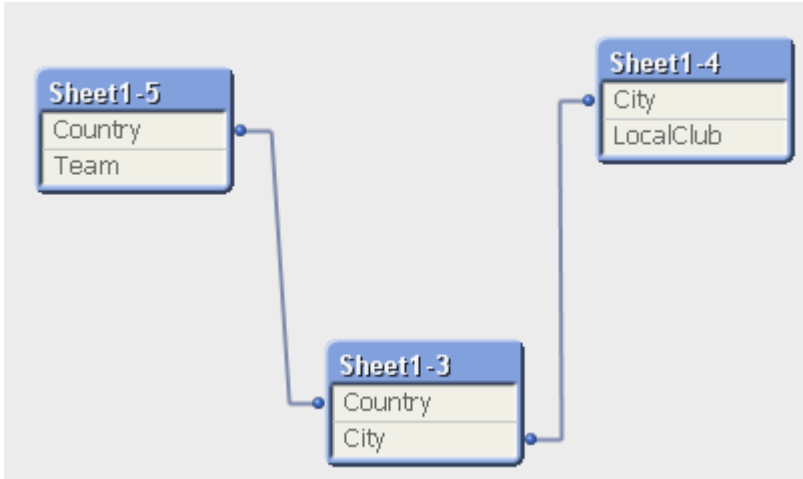 Sheet1-5
Country
Team
Sheet1-4
City
LocalClub
Sheet1-3
Country
City